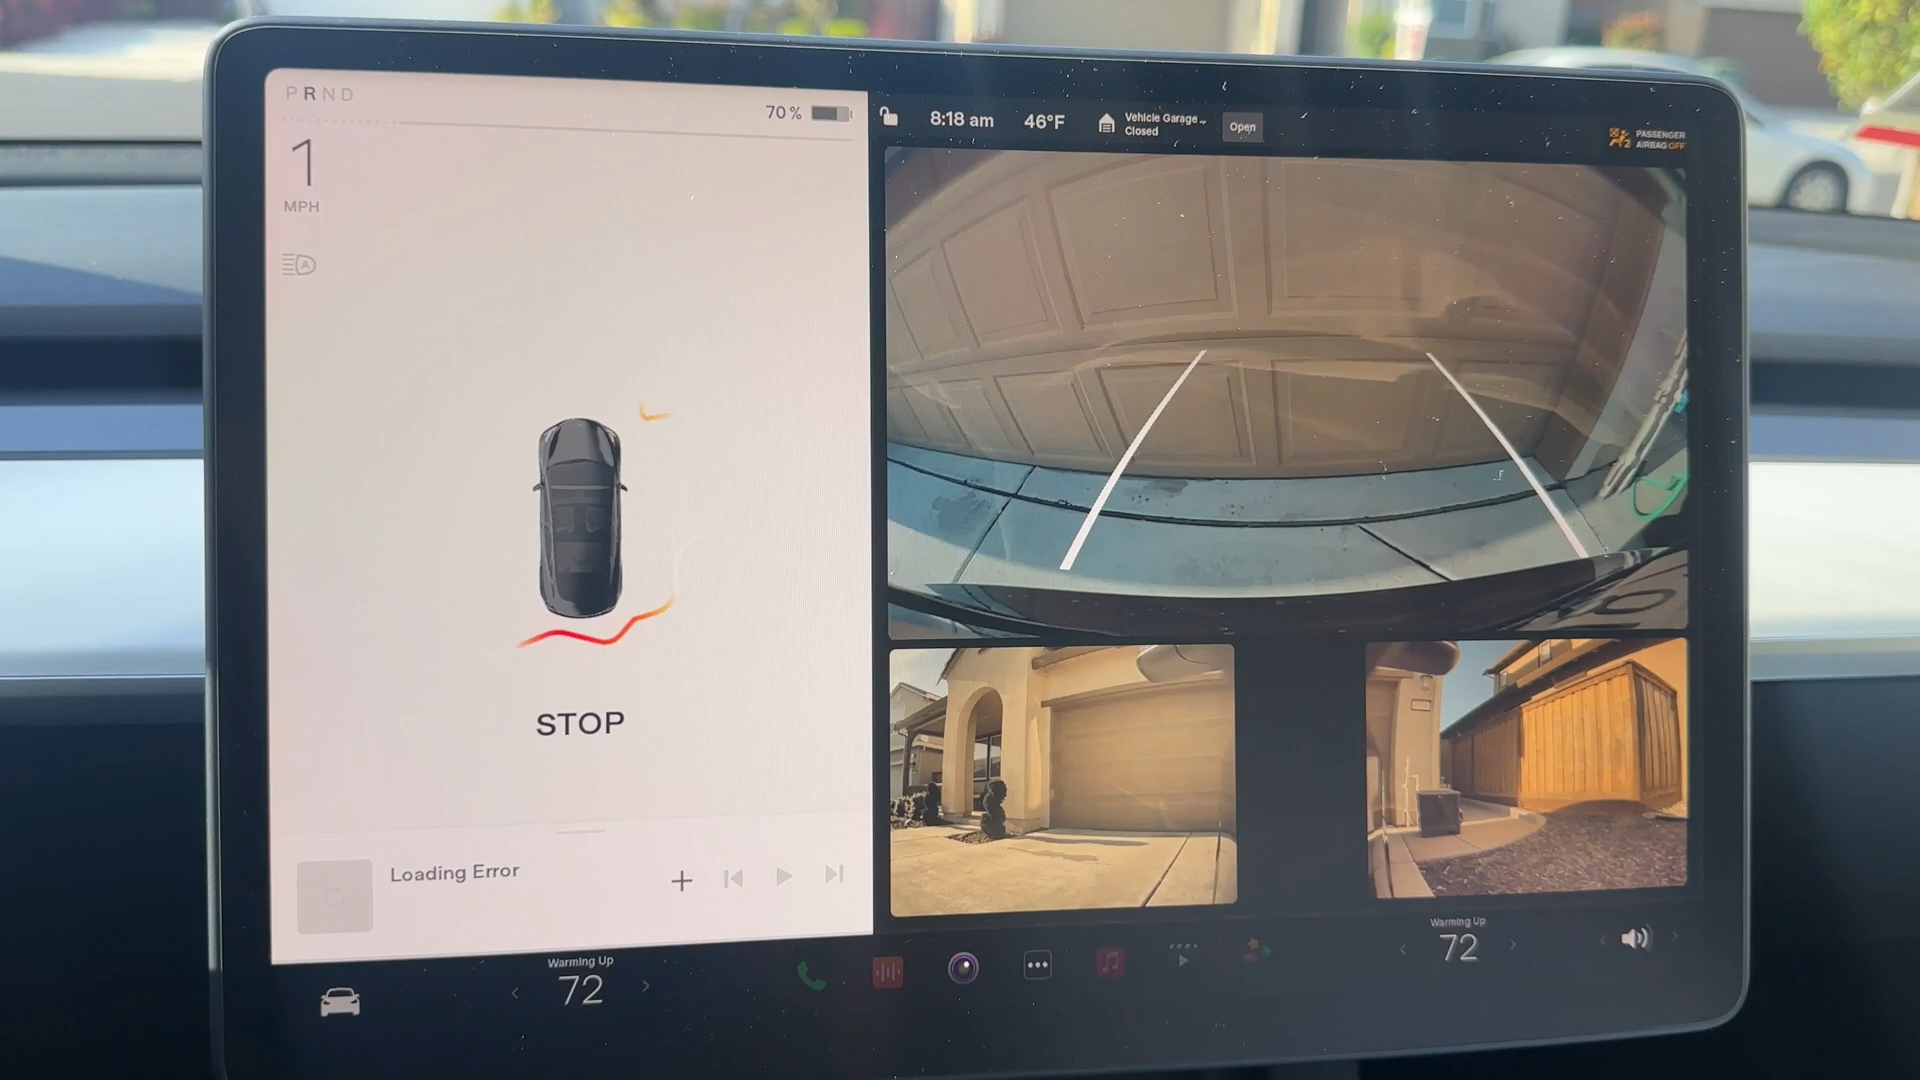 PRND
70 %
1
MPH
A
STOP
Loading Error
8:18 am
46°F
Vehicle Garage
Closed
Open
PASSENGER
AIRBAG OFF
Warming Up
72
Warming Up
72